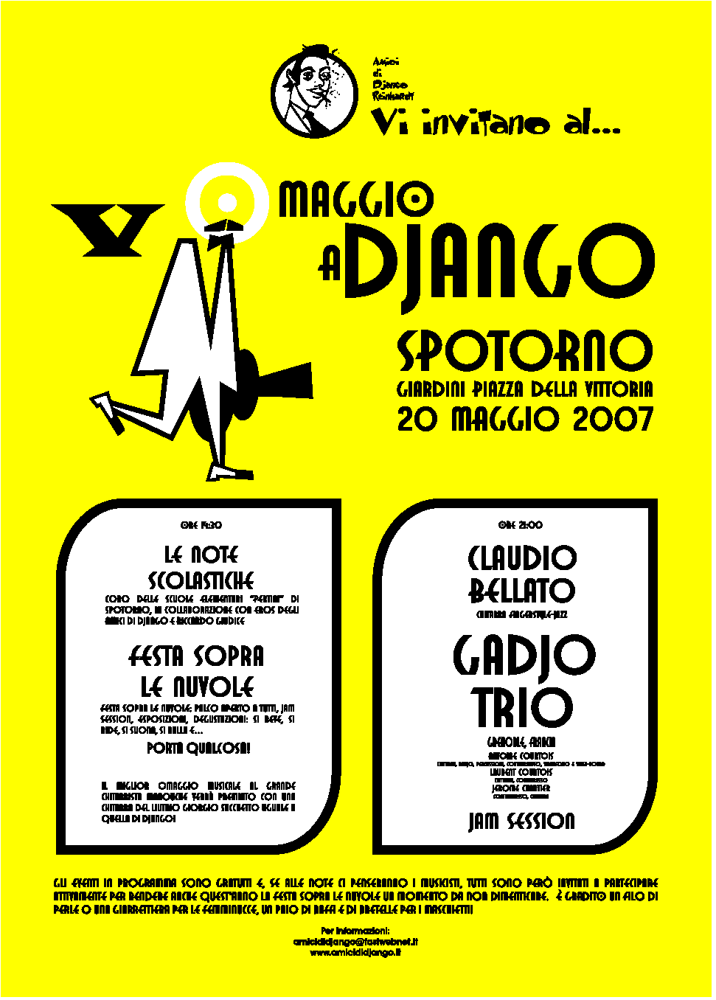 Amici
di
Django
Reinhardt
Vi invitano al...
V
MAGGIO
A DJANGO
SPOTORNO
GIARDINI PIAZZA DELLA VITTORIA
20 MAGGIO 2007
ORE 14:30
LE NOTE
SCOLASTICHE
CORO DELLE SCUOLE ELEMENTARI "PERTINI" DI
SPOTORNO, IN COLLABORAZIONE CON EROS DEGLI
AMICI DI DJANGO E RICCARDO GIUDICE
FESTA SOPRA
LE NUVOLE
FESTA SOPRA LE NUVOLE: PALCO APERTO A TUTTI, JAM
SESSION, ESPOSIZIONI, DEGUSTAZIONI: SI BEVE, SI
RIDE, SI SUONA, SI BALLA E...
PORTA QUALCOSA!
IL MIGLIOR OMAGGIO MUSICALE AL GRANDE
CHITARRISTA MANOUCHE VERRÀ PREMIATO CON UNA
CHITARRA DEL LIUTAIO GIORGIO SACCHETTO UGUALE A
QUELLA DI DJANGO!
ORE 21:00
CLAUDIO
BELLATO
CHITARRA FINGERSTYLE-JAZZ
GADJO
TRIO
GRENOBLE, FRANCIA
ANTOINE COURTOIS
LAURENT COURTOIS
CHITARRA, CONTRABBASSO
JEROME CHARTIER
CONTRABBASSO, CHITARRA
JAM SESSION
GLI EVENTI IN PROGRAMMA SONO GRATUITI E, SE ALLE NOTE CI PENSERANNO I MUSICISTI, TUTTI SONO PERÒ INVITATI A PARTECIPARE
ATTIVAMENTE PER RENDERE ANCHE QUEST'ANNO LA FESTA SOPRA LE NUVOLE UN MOMENTO DA NON DIMENTICARE. È GRADITO UN FILO DI
PERLE O UNA GIARRETTIERA PER LE FEMMINUCCE, UN PAIO DI BAFFI E DI BRETELLE PER I MASCHIETTI!
Per informazioni:
amicididjango@fastwebnet.it
www.amicididjango.it